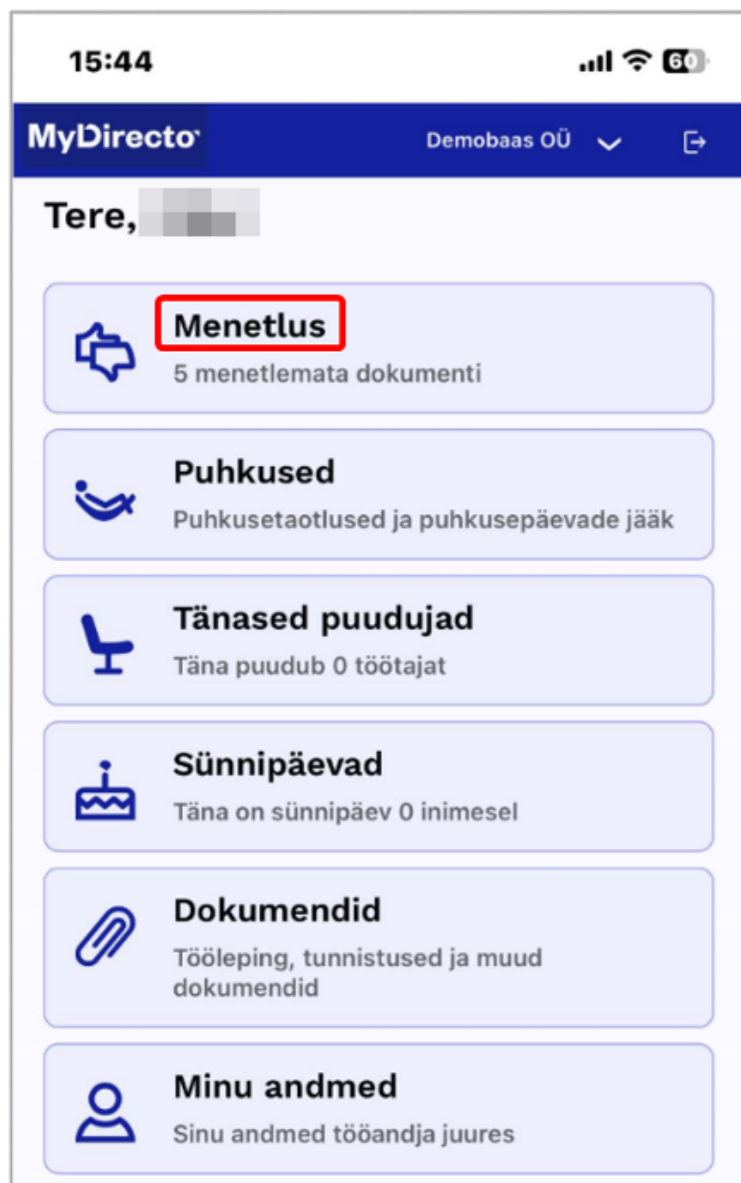 15:44
60
MyDirecto
Demobaas OÜ
Tere,
Menetlus
5 menetlemata dokumenti
Puhkused
Puhkusetaotlused ja puhkusepäevade jääk
Tänased puudujad
Täna puudub 0 töötajat
Sünnipäevad
Täna on sünnipäev 0 inimesel
Dokumendid
Tööleping, tunnistused ja muud
dokumendid
Minu andmed
Sinu andmed tööandja juures